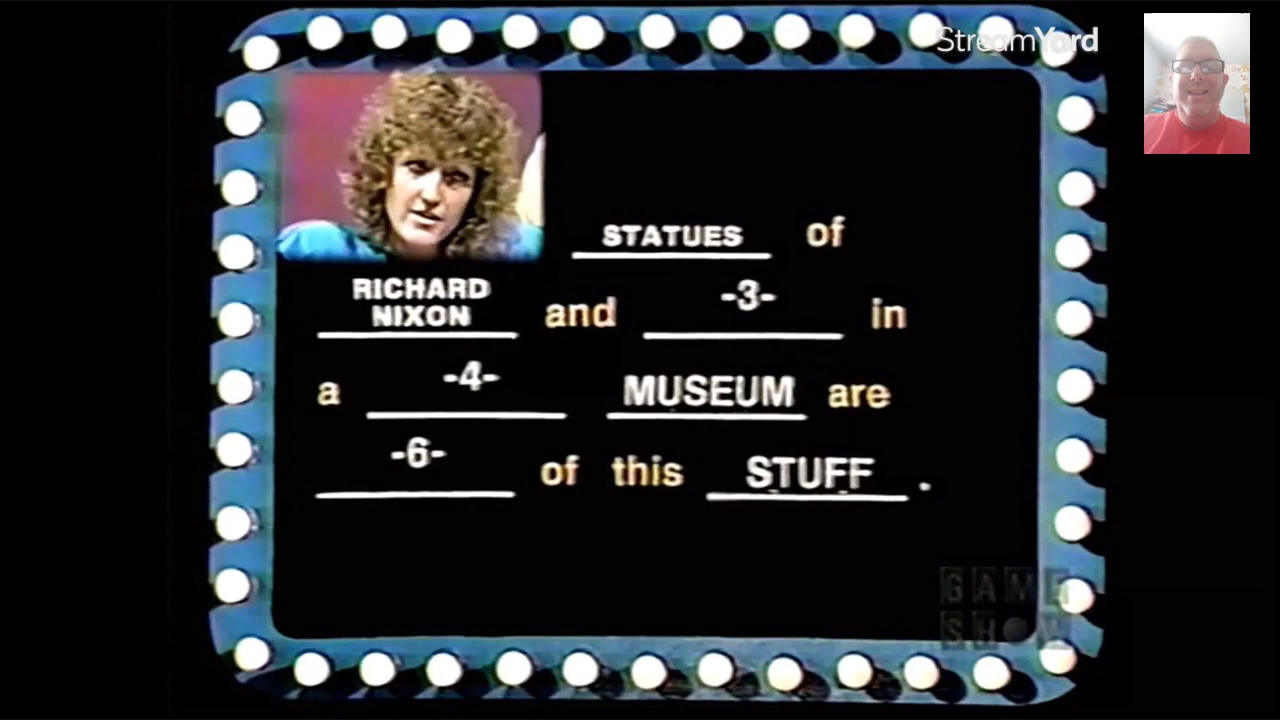 StreamYard
STATUES of
RICHARD
NIXON and -3- in
a -4- MUSEUM are
-6- of this STUFF.
GAME
SHOW